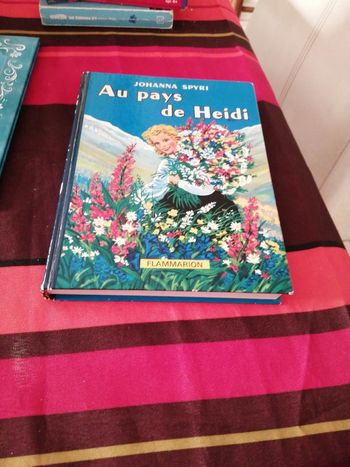 JOHANNA SPYRI
Au pays
de Heidi
FLAMMARION